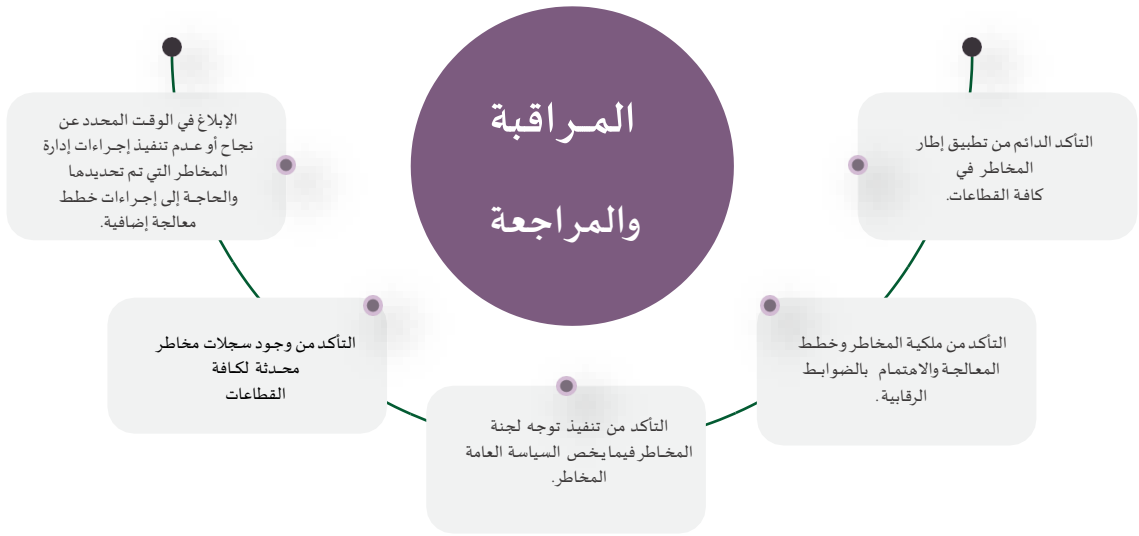 المراقبة
والمراجعة
التأكد الدائم من تطبيق إطار
المخاطر في
كافة القطاعات.
التأكد من ملكية المخاطر وخطط
المعالجة والاهتمام بالضوابط
الرقابية .
التأكد من تنفيذ توجه لجنة
المخاطر فيما يخص السياسة العامة
المخاطر.
التأكد من وجود سجلات مخاطر
محدثة لكافة
القطاعات
الإبلاغ في الوقت المحدد عن
نجاح أو عدم تنفيذ إجراءات إدارة
المخاطر التي تم تحديدها
والحاجة إلى إجراءات خطط
معالجة إضافية.